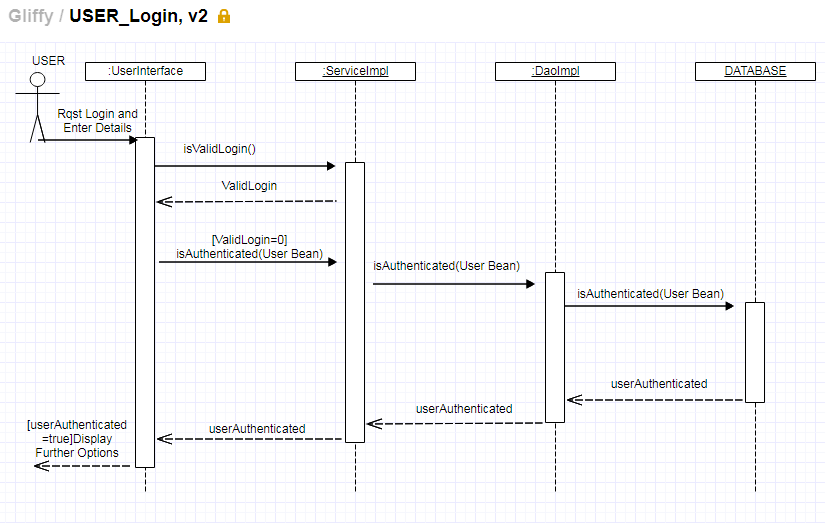 Gliffy / USER_Login, v2
USER
:UserInterface
:ServiceImpl
:DaoImpl
DATABASE
Rqst Login and
Enter Details
isValidLogin()
ValidLogin
[ValidLogin=0]
isAuthenticated(User Bean)
isAuthenticated(User Bean)
isAuthenticated(User Bean)
userAuthenticated
userAuthenticated
userAuthenticated
[userAuthenticated
=true]Display
Further Options